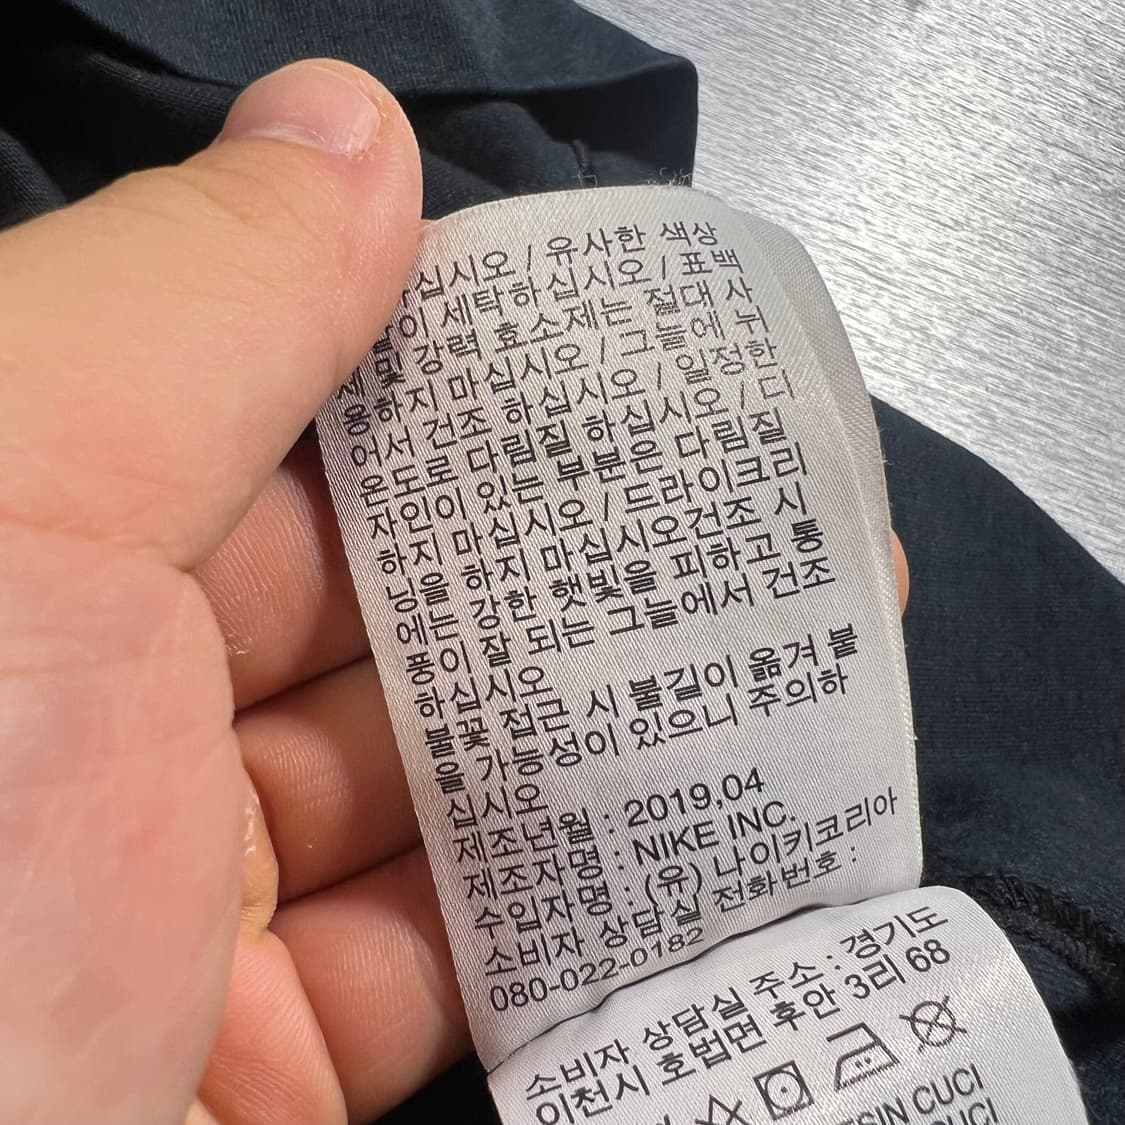 십시오 / 유사한 색상
같이 세탁하십시오 / 표백
제 및 강력 효소제는 절대 사
용하지 마십시오 / 그늘에 뉘
어서 건조 하십시오 / 일정한
온도로 다림질 하십시오 / 디
자인이 있는 부분은 다림질
하지 마십시오 / 드라이크리
닝을 하지 마십시오건조 시
에는 강한 햇빛을 피하고 통
풍이 잘 되는 그늘에서 건조
하십시오
불꽃 접근 시 불길이 옮겨 붙
을 가능성이 있으니 주의하
십시오
제조년월 : 2019,04
제조자명 : NIKE INC.
수입자명 : (유) 나이키코리아
소비자 상담실 전화번호 :
080-022-0182
소비자 상담실 주소 : 경기도
이천시 호법면 후안 3리 68
CUCI